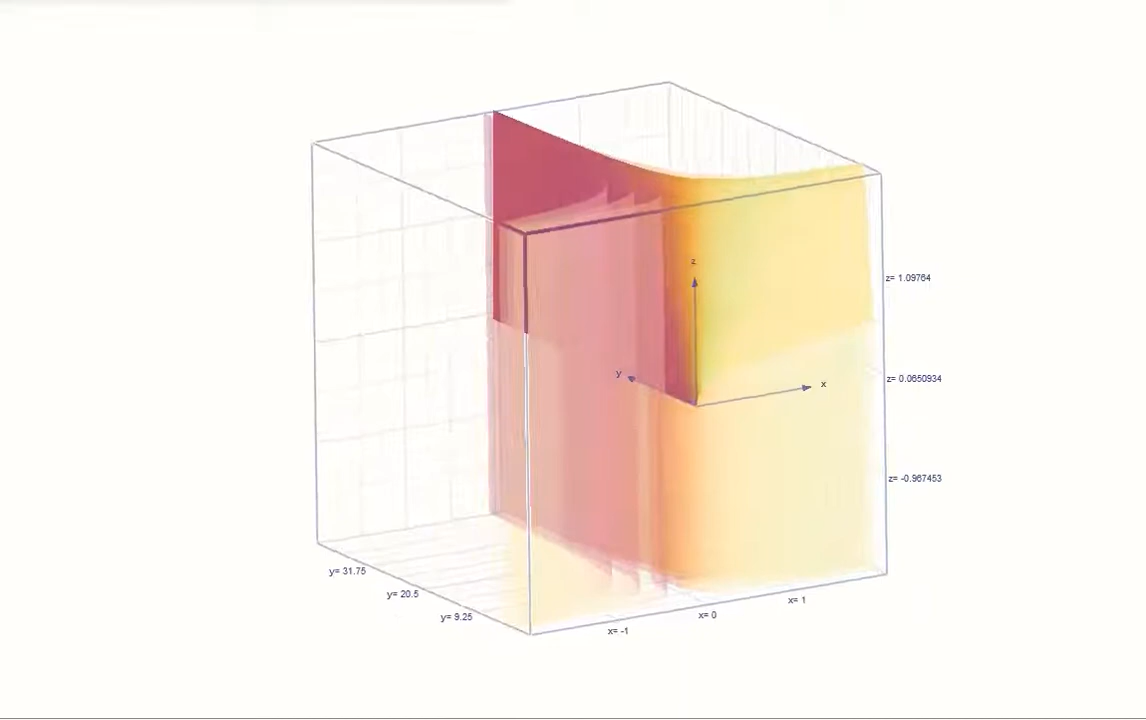 z
z= 1.09764
y
x
z= 0.0650934
z= -0.967453
y= 31.75
y= 20.5
y= 9.25
x= -1
x= 0
x= 1